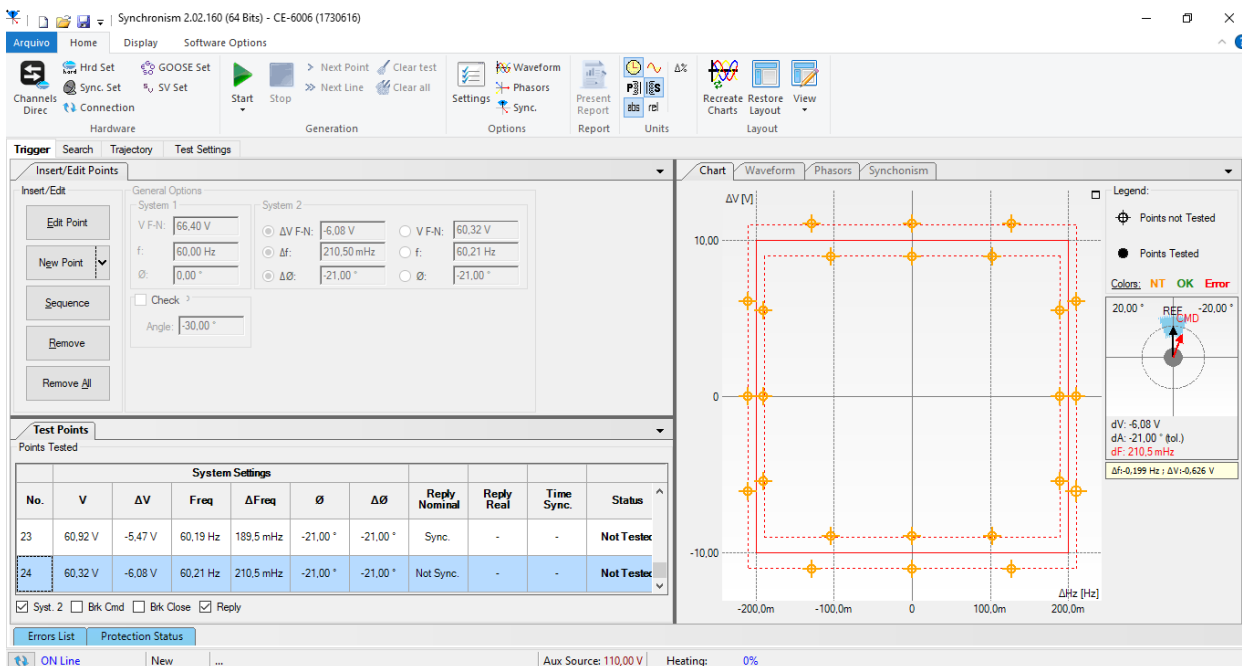 Synchronism 2.02.160 (64 Bits) - CE-6006 (1730616)
Arquivo Home Display Software Options
Channels Direc
Hrd Set
Sync. Set
Connection
GOOSE Set
SV Set
Hardware
Start
Stop
Next Point
Next Line
Clear test
Clear all
Generation
Settings
Waveform
Phasors
Sync.
Options
Present Report
Report
abs rel
Δ%
Units
Recreate Charts
Restore Layout
View
Layout
Trigger Search Trajectory Test Settings
Insert/Edit Points
Insert/Edit
Edit Point
New Point
Sequence
Remove
Remove All
General Options
System 1
V F-N: 66,40 V
f: 60,00 Hz
Ø: 0,00 °
System 2
ΔV F-N: -6,08 V V F-N: 60,32 V
Δf: 210,50 mHz f: 60,21 Hz
ΔØ: -21,00 ° Ø: -21,00 °
Check 3
Angle: -30,00 °
Test Points
Points Tested
System Settings
No. V ΔV Freq ΔFreq Ø ΔØ Reply Nominal Reply Real Time Sync. Status
23 60,92 V -5,47 V 60,19 Hz 189,5 mHz -21,00 ° -21,00 ° Sync. - - Not Tested
24 60,32 V -6,08 V 60,21 Hz 210,5 mHz -21,00 ° -21,00 ° Not Sync. - - Not Tested
Syst. 2 Brk Cmd Brk Close Reply
Errors List Protection Status
Chart Waveform Phasors Synchonism
ΔV [V]
10.00
0
-10.00
-200,0m -100,0m 0 100.0m 200,0m
ΔHz [Hz]
Legend:
Points not Tested
Points Tested
Colors: NT OK Error
20,00 ° REF -20,00 °
CMD
dV: -6,08 V
dA: -21,00 ° (tol.)
dF: 210,5 mHz
Δf:-0,199 Hz ; ΔV:-0,626 V
ON Line New ... Aux Source: 110,00 V Heating: 0%